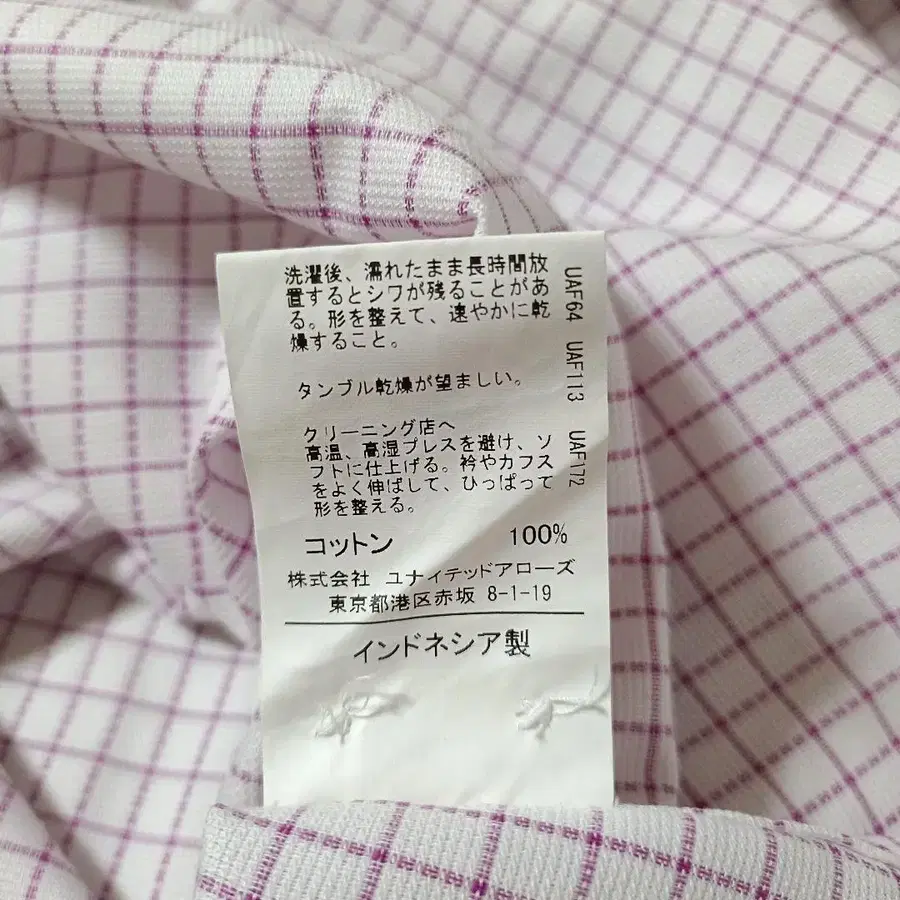 洗濯後、濡れたまま長時間放
置するとシワが残ることがあ
る。形を整えて、速やかに乾
燥すること。
タンブル乾燥が望ましい。
クリーニング店へ
高温、高湿プレスを避け、ソ
フトに仕上げる。衿やカフス
をよく伸ばして、ひっぱって
形を整える。
コットン 100%
株式会社 ユナイテッドアローズ
東京都港区赤坂 8-1-19
インドネシア製
UAF64 UAF113 UAF172